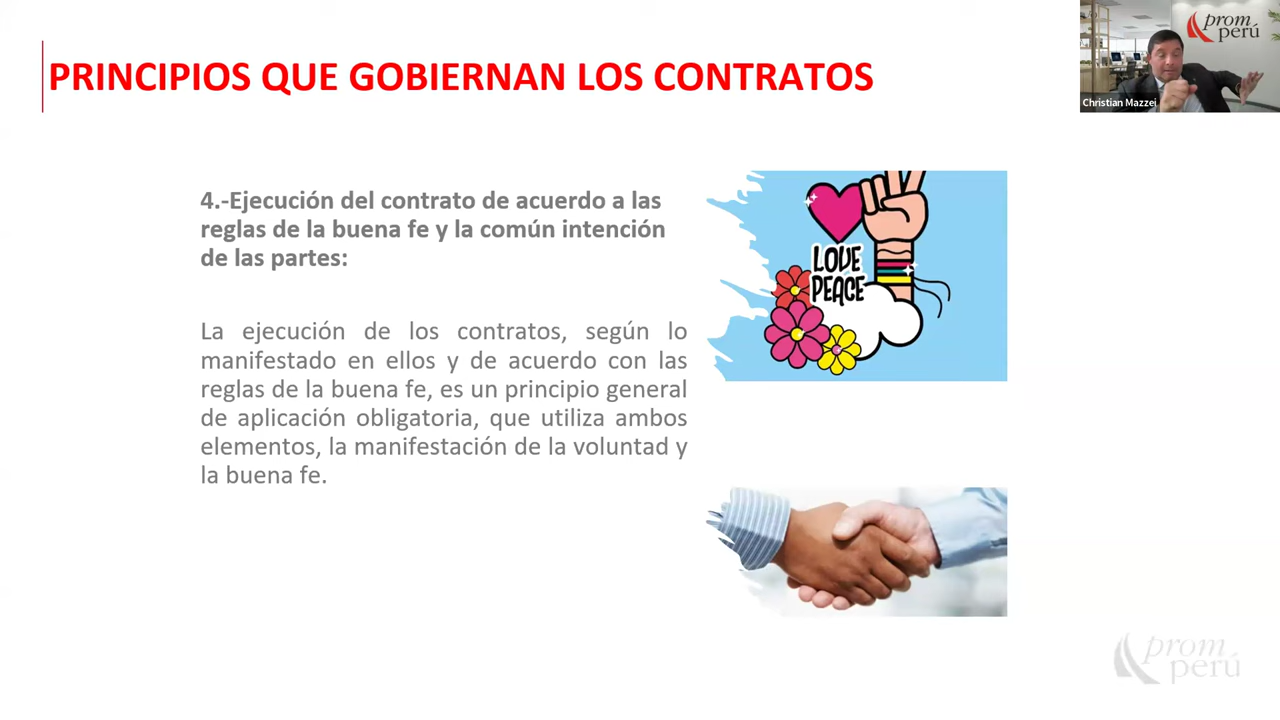 PRINCIPIOS QUE GOBIERNAN LOS CONTRATOS
prom
perú
Christian Mazzei
4.-Ejecución del contrato de acuerdo a las
reglas de la buena fe y la común intención
de las partes:
La ejecución de los contratos, según lo
manifestado en ellos y de acuerdo con las
reglas de la buena fe, es un principio general
de aplicación obligatoria, que utiliza ambos
elementos, la manifestación de la voluntad y
la buena fe.
LOVE
PEACE
prom
perú